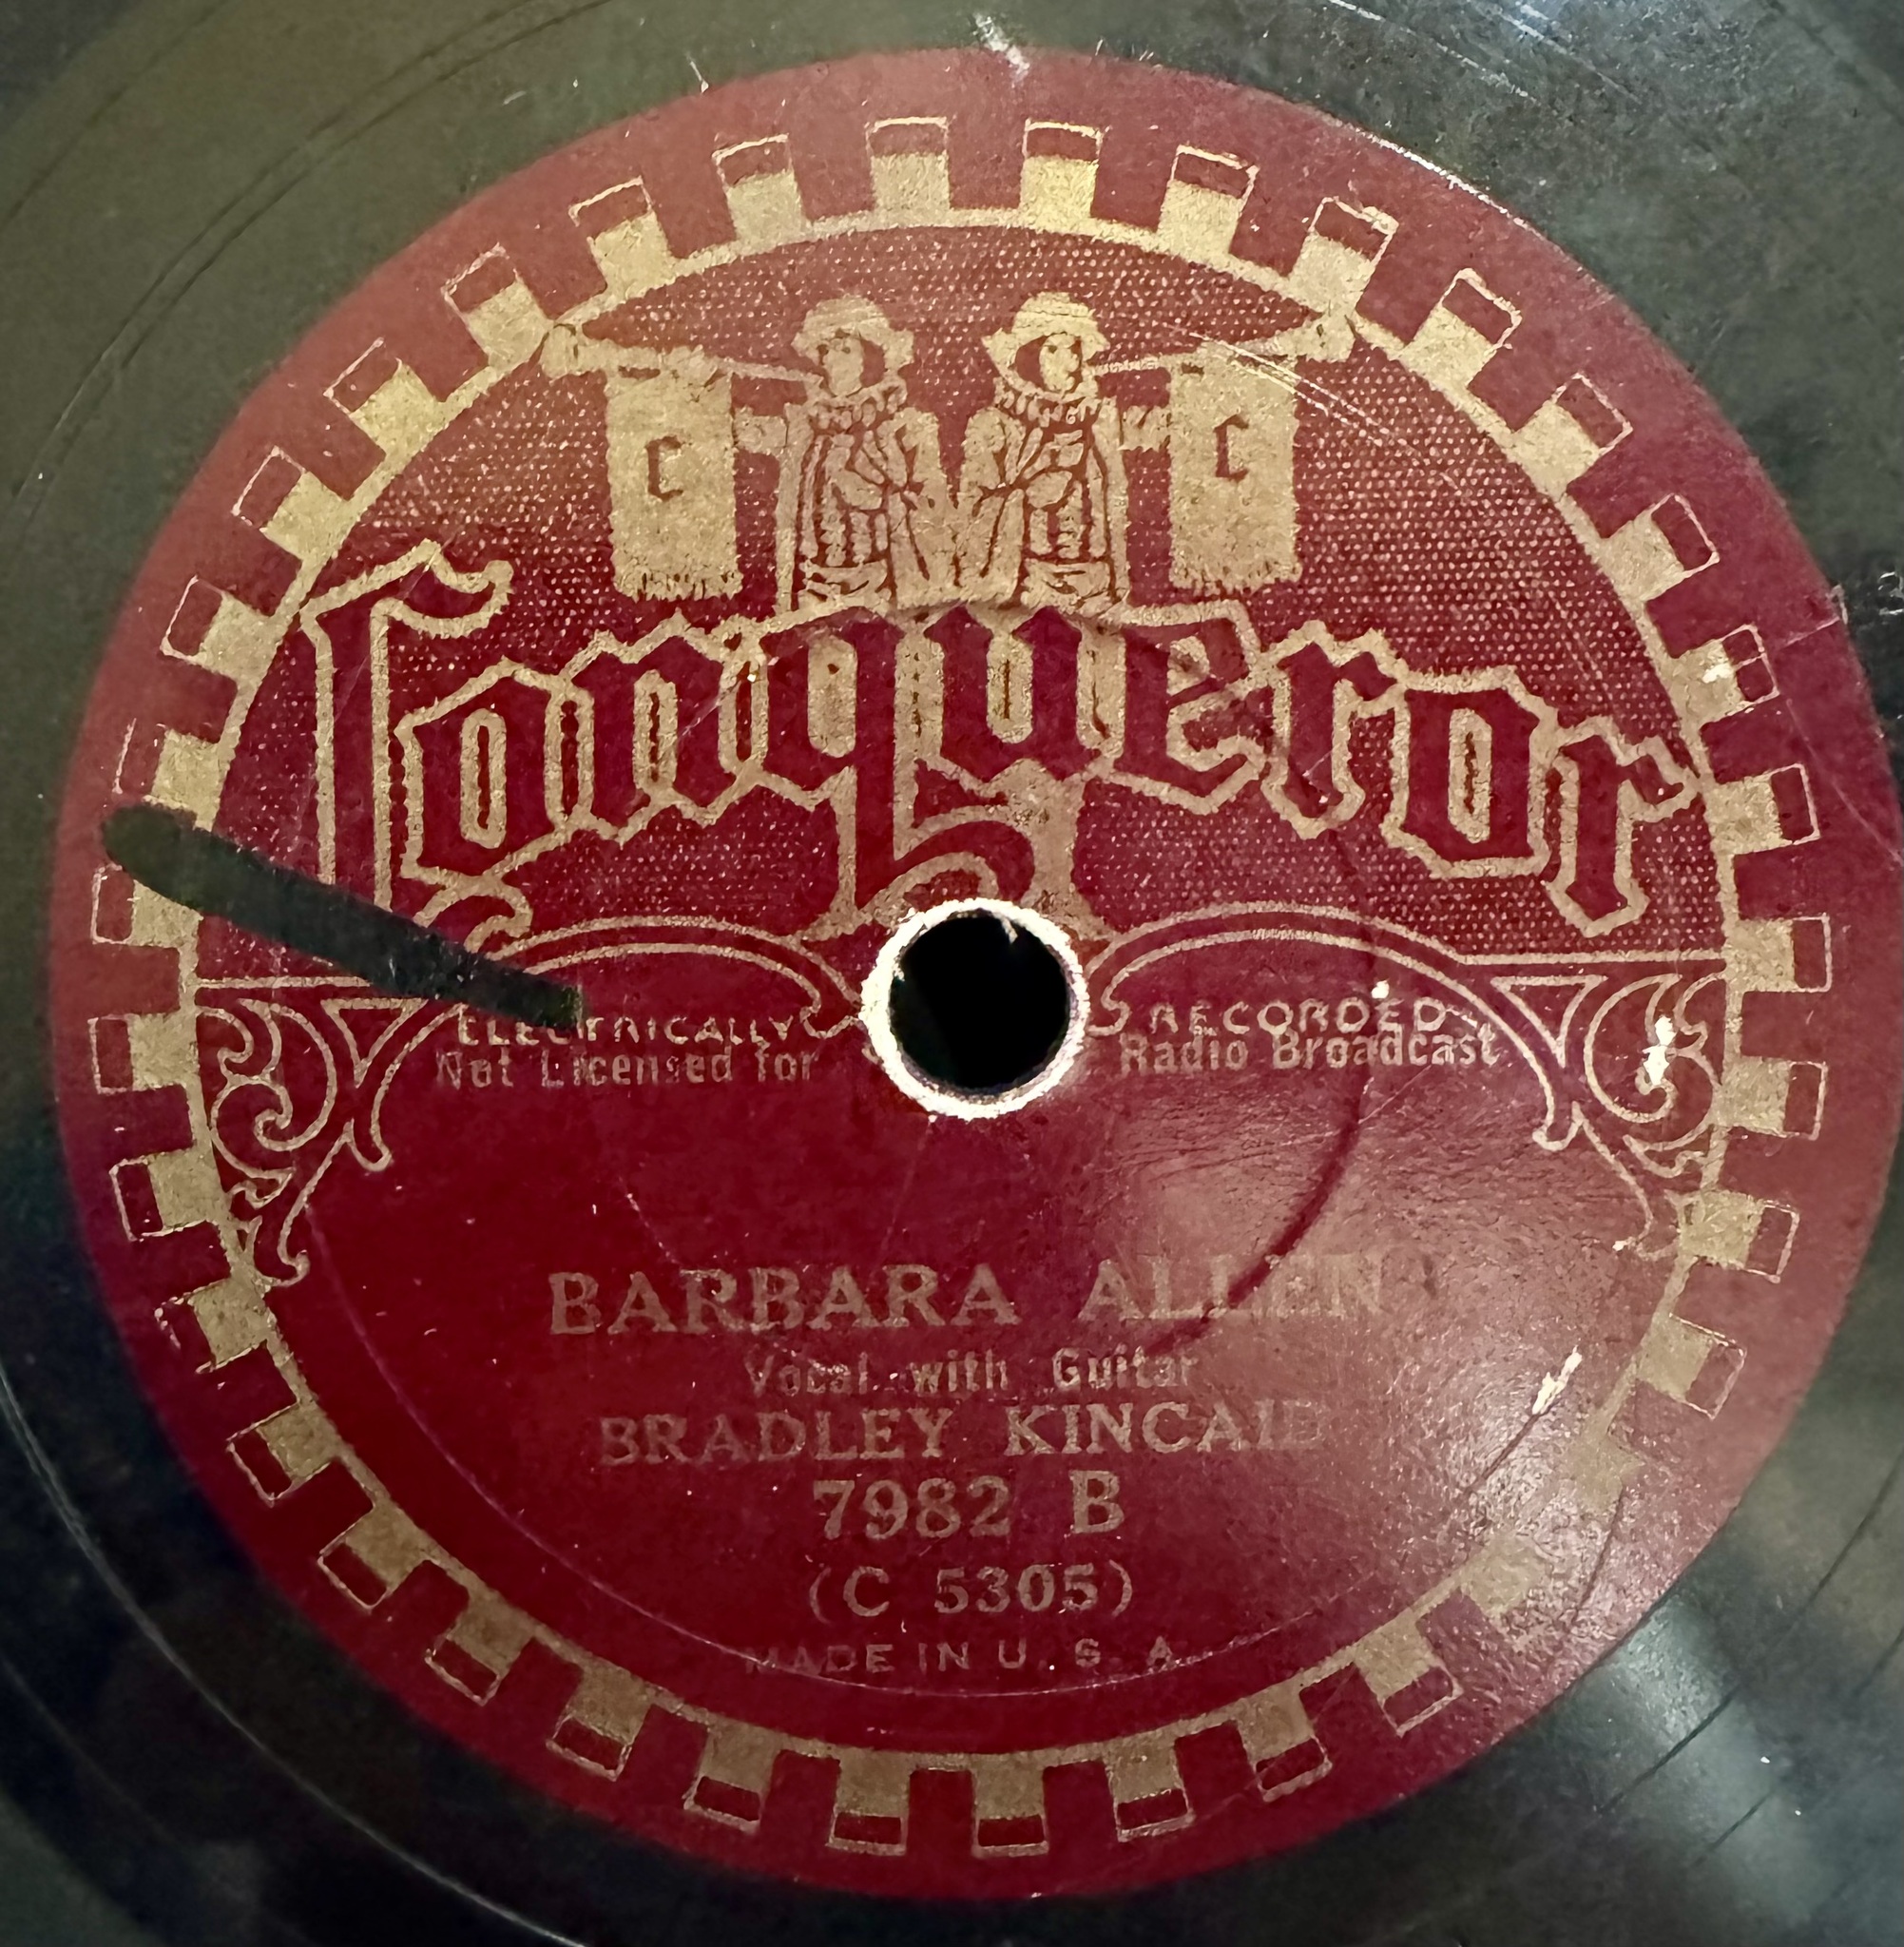 C C
Conqueror
ELECTRICALLY RECORDED
Not Licensed for Radio Broadcast
BARBARA ALLEN
Vocal with Guitar
BRADLEY KINCAID
7982 B
(C 5305)
MADE IN U. S. A.